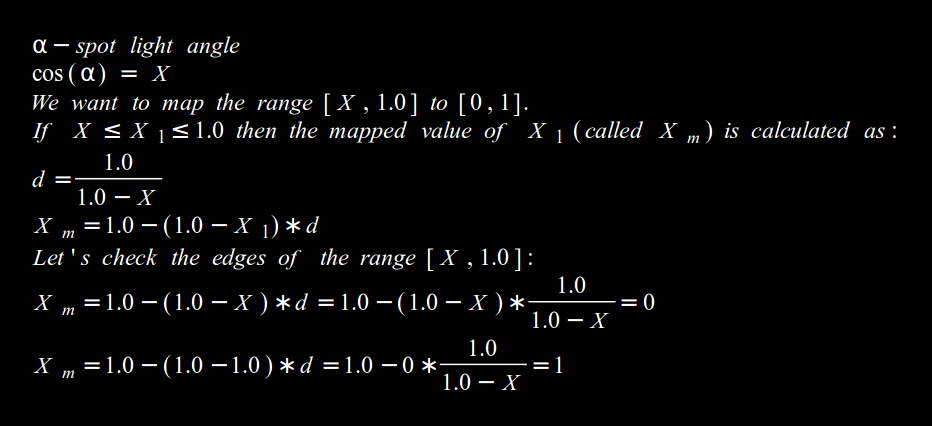 α − spot light angle
cos(α) = X
We want to map the range [X, 1.0] to [0, 1].
If X ≤ X₁ ≤ 1.0 then the mapped value of X₁ (called Xₘ) is calculated as:
d = 1.0 / (1.0 − X)
Xₘ = 1.0 − (1.0 − X₁) * d
Let's check the edges of the range [X, 1.0]:
Xₘ = 1.0 − (1.0 − X) * d = 1.0 − (1.0 − X) * 1.0 / (1.0 − X) = 0
Xₘ = 1.0 − (1.0 − 1.0) * d = 1.0 − 0 * 1.0 / (1.0 − X) = 1